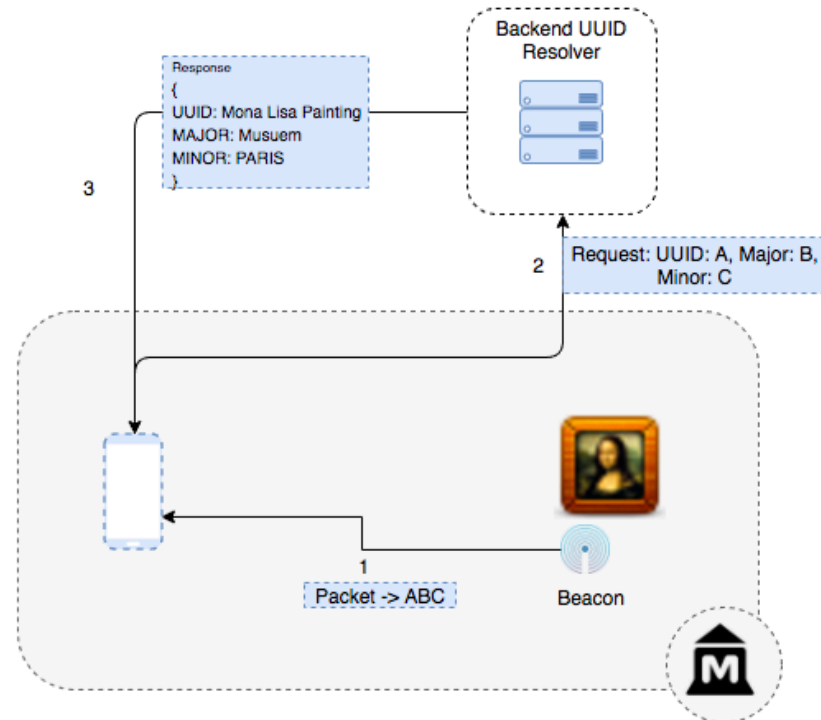 Backend UUID
Resolver
Response
{
UUID: Mona Lisa Painting
MAJOR: Musuem
MINOR: PARIS
}
3
2
Request: UUID: A, Major: B,
Minor: C
1
Packet -> ABC
Beacon
M